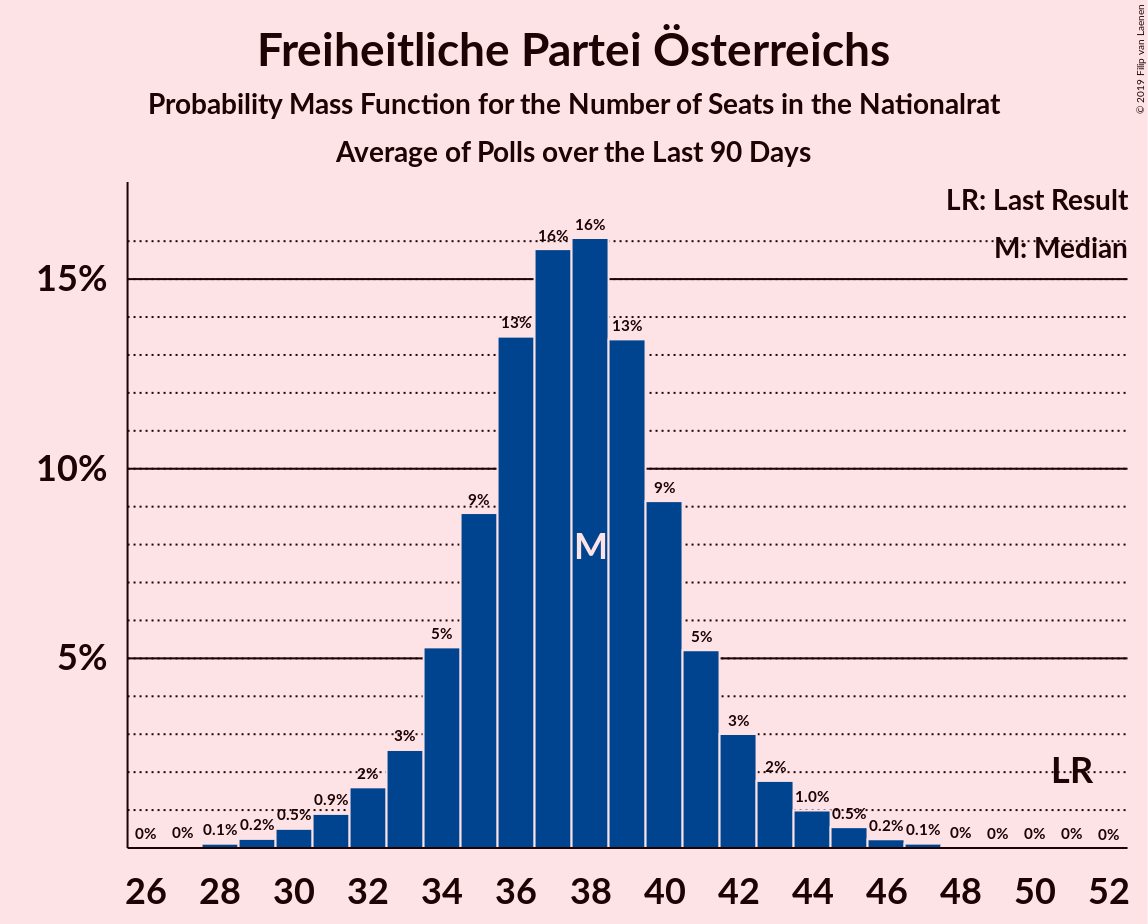 Freiheitliche Partei Österreichs
Probability Mass Function for the Number of Seats in the Nationalrat
Average of Polls over the Last 90 Days
© 2019 Filip van Laenen
LR: Last Result
M: Median
15%
10%
5%
0% 0% 0.1% 0.2% 0.5% 0.9% 2% 3% 5% 9% 13% 16% 16% 13% 9% 5% 3% 2% 1.0% 0.5% 0.2% 0.1% 0% 0% 0% 0% 0%
M
LR
26 28 30 32 34 36 38 40 42 44 46 48 50 52